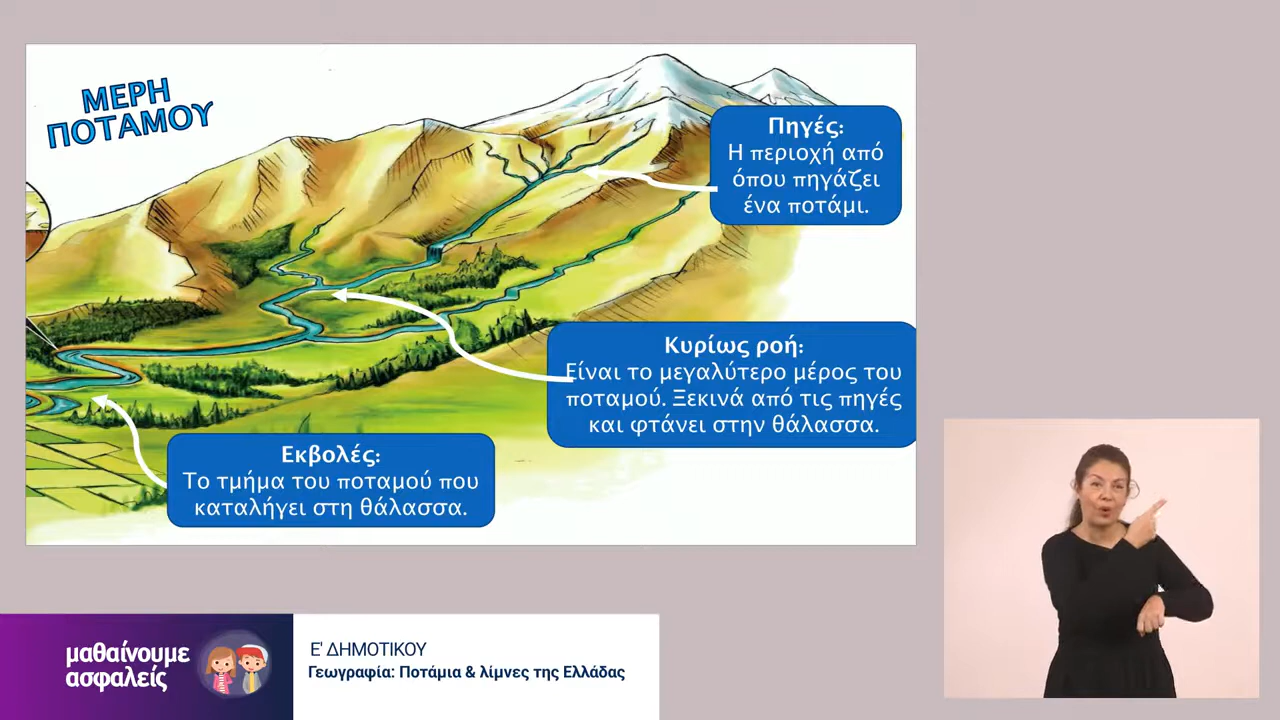 ΜΕΡΗ
ΠΟΤΑΜΟΥ
Πηγές:
Η περιοχή από
όπου πηγάζει
ένα ποτάμι.
Κυρίως ροή:
Είναι το μεγαλύτερο μέρος του
ποταμού. Ξεκινά από τις πηγές
και φτάνει στην θάλασσα.
Εκβολές:
Το τμήμα του ποταμού που
καταλήγει στη θάλασσα.
μαθαίνουμε
ασφαλείς
Ε' ΔΗΜΟΤΙΚΟΥ
Γεωγραφία: Ποτάμια & λίμνες της Ελλάδας